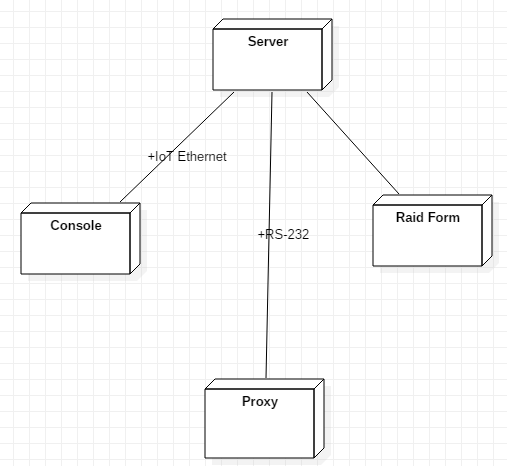 Server
+IoT Ethernet
Console
Raid Form
+RS-232
Proxy